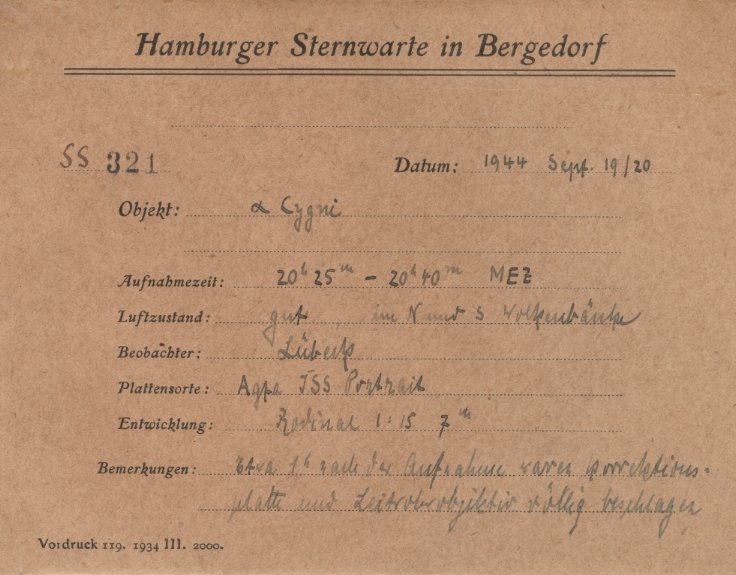 Hamburger Sternwarte in Bergedorf
SS 321 Datum: 1944 Sept. 19/20
Objekt: α Cygni
Aufnahmezeit: 20h 25m – 20h 40m MEZ
Luftzustand: gut im N und S Wolkenbänke
Beobachter: Lübeck
Plattensorte: Agfa ISS Portrait
Entwicklung: Rodinal 1:15 7m
Bemerkungen: Etwa 1h nach der Aufnahme waren Korrektions=
platte und Leitrohrobjektiv völlig beschlagen
Vordruck 119. 1934 III. 2000.